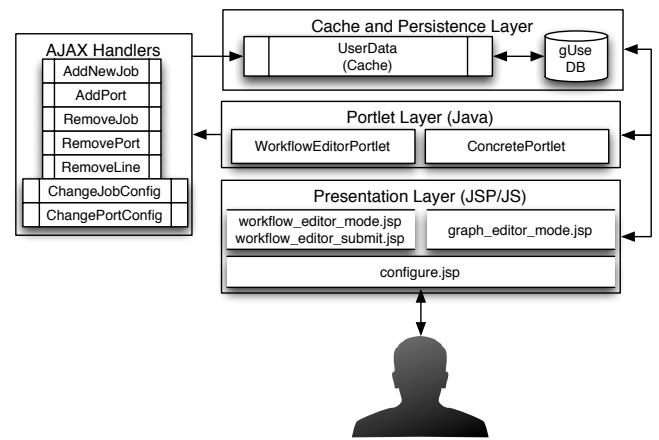 Cache and Persistence Layer
UserData
(Cache)
gUse
DB
AJAX Handlers
AddNewJob
AddPort
RemoveJob
RemovePort
RemoveLine
ChangeJobConfig
ChangePortConfig
Portlet Layer (Java)
WorkflowEditorPortlet
ConcretePortlet
Presentation Layer (JSP/JS)
workflow_editor_mode.jsp
workflow_editor_submit.jsp
graph_editor_mode.jsp
configure.jsp